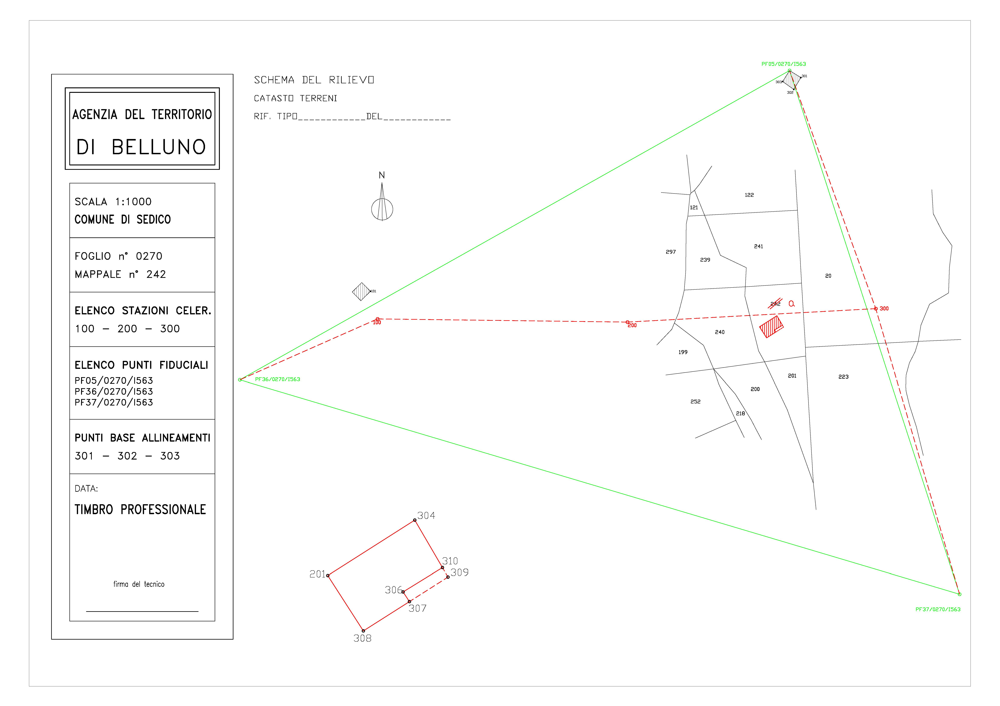 AGENZIA DEL TERRITORIO
DI BELLUNO
SCALA 1:1000
COMUNE DI SEDICO
FOGLIO n° 0270
MAPPALE n° 242
ELENCO STAZIONI CELER.
100 - 200 - 300
ELENCO PUNTI FIDUCIALI
PF05/0270/I563
PF36/0270/I563
PF37/0270/I563
PUNTI BASE ALLINEAMENTI
301 - 302 - 303
DATA:
TIMBRO PROFESSIONALE
firma del tecnico
SCHEMA DEL RILIEVO
CATASTO TERRENI
RIF. TIPO____________DEL____________
N
PF05/0270/I563
301
303
302
122
121
241
297
239
20
101
242 a
300
100
200
240
199
PF36/0270/I563
201
223
200
252
218
PF37/0270/I563
304
310
309
201
306
307
308